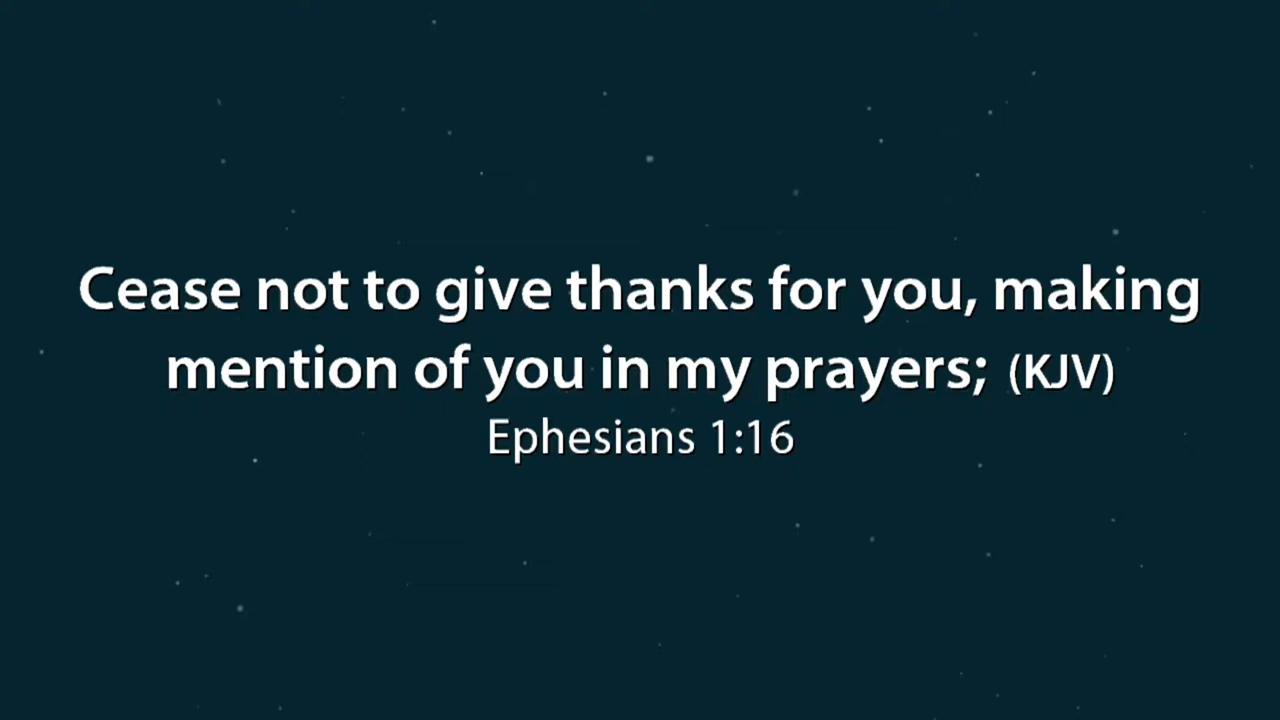 Cease not to give thanks for you, making
mention of you in my prayers; (KJV)
Ephesians 1:16